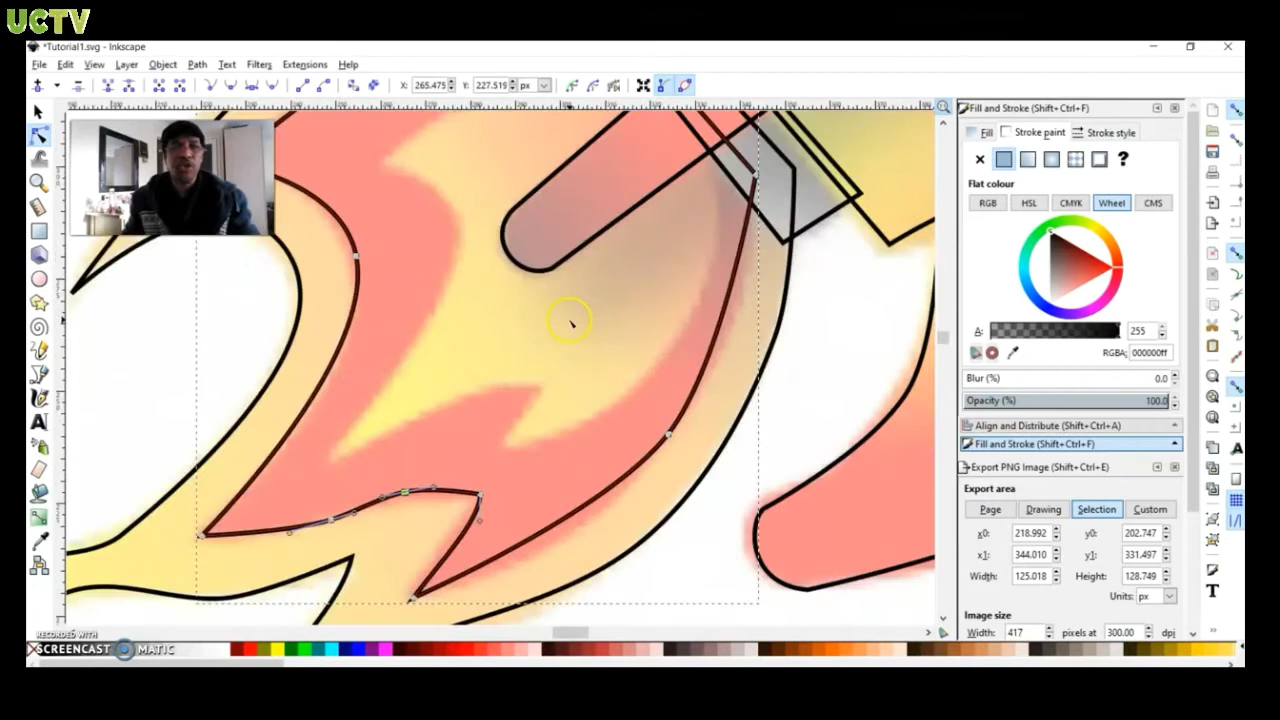 UCTV
*Tutorial1.svg - Inkscape
File Edit View Layer Object Path Text Filters Extensions Help
X: 265.475 Y: 227.519 px
Fill and Stroke (Shift+Ctrl+F)
Fill Stroke paint Stroke style
?
Flat colour
RGB HSL CMYK Wheel CMS
A: 255
RGBA: 000000ff
Blur (%) 0.0
Opacity (%) 100.0
Align and Distribute (Shift+Ctrl+A)
Fill and Stroke (Shift+Ctrl+F)
Export PNG Image (Shift+Ctrl+E)
Export area
Page Drawing Selection Custom
x0: 218.992 y0: 202.747
x1: 344.010 y1: 331.497
Width: 125.018 Height: 128.749
Units: px
Image size
Width: 417 pixels at 300.00 dpi
RECORDED WITH
SCREENCAST MATIC